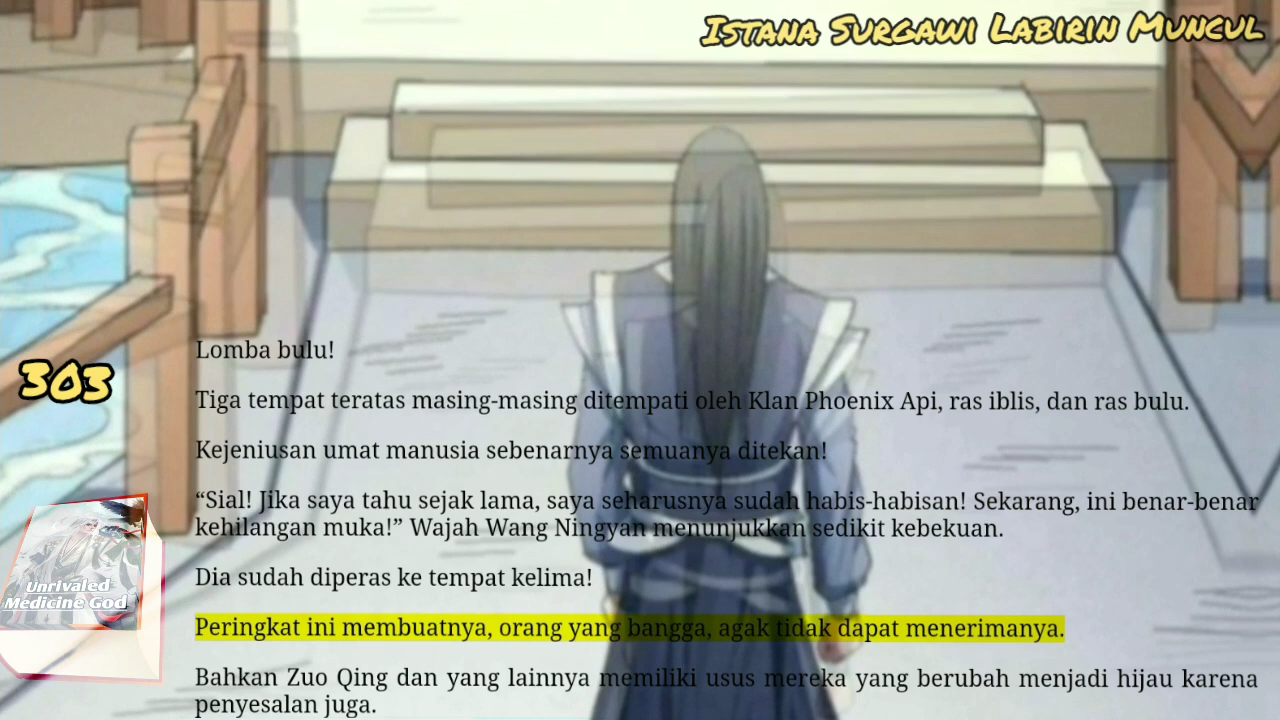 Istana Surgawi Labirin Muncul
Lomba bulu!
303
Tiga tempat teratas masing-masing ditempati oleh Klan Phoenix Api, ras iblis, dan ras bulu.
Kejeniusan umat manusia sebenarnya semuanya ditekan!
“Sial! Jika saya tahu sejak lama, saya seharusnya sudah habis-habisan! Sekarang, ini benar-benar
kehilangan muka!” Wajah Wang Ningyan menunjukkan sedikit kebekuan.
Dia sudah diperas ke tempat kelima!
Unrivaled
Medicine God
Peringkat ini membuatnya, orang yang bangga, agak tidak dapat menerimanya.
Bahkan Zuo Qing dan yang lainnya memiliki usus mereka yang berubah menjadi hijau karena
penyesalan juga.